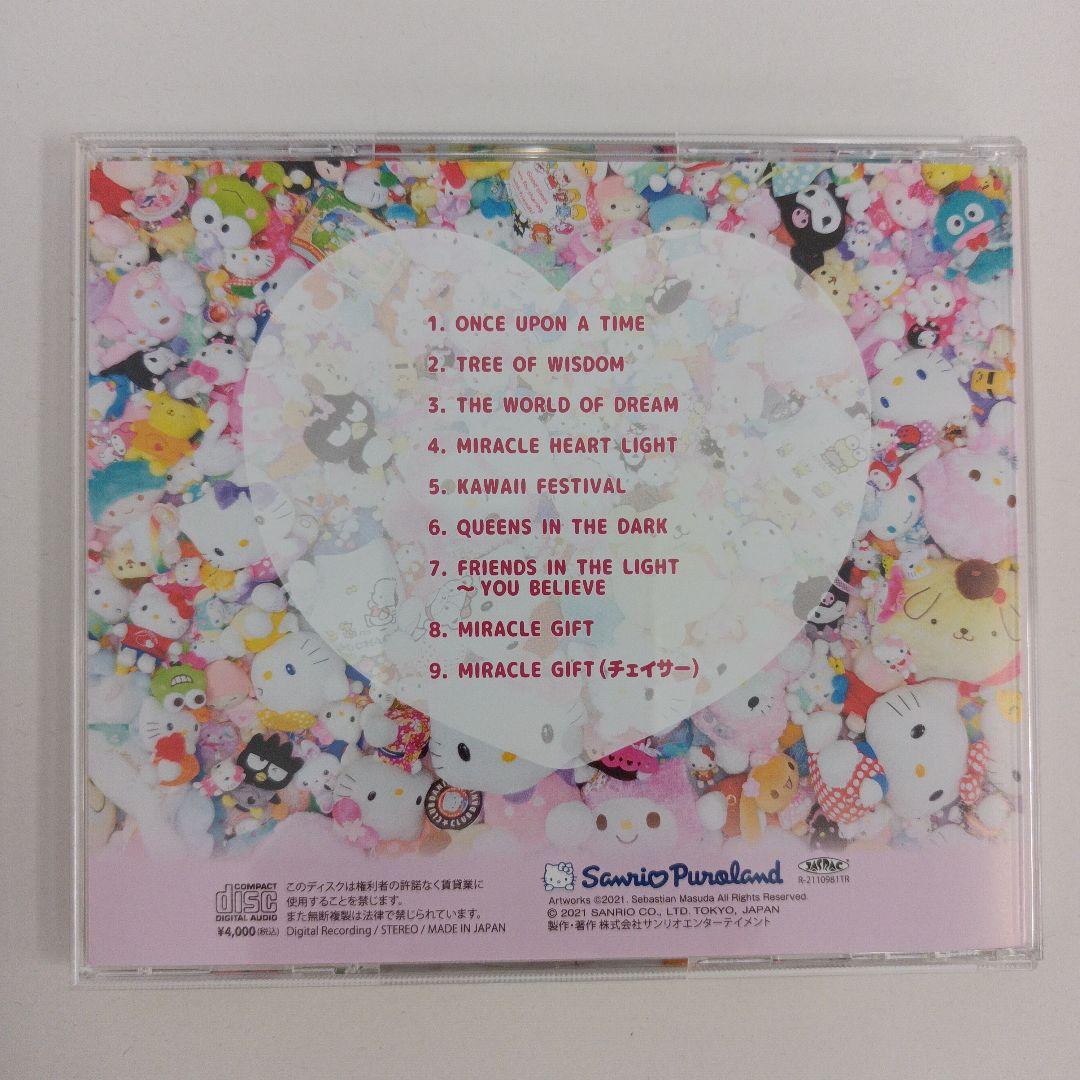 1. ONCE UPON A TIME
2. TREE OF WISDOM
3. THE WORLD OF DREAM
4. MIRACLE HEART LIGHT
5. KAWAII FESTIVAL
6. QUEENS IN THE DARK
7. FRIENDS IN THE LIGHT
～YOU BELIEVE
8. MIRACLE GIFT
9. MIRACLE GIFT(チェイサー)
CLUBDAN★CLUBDAN
COMPACT
disc
DIGITAL AUDIO
¥4,000(税込)
このディスクは権利者の許諾なく賃貸業に
使用することを禁じます。
また無断複製は法律で禁じられています。
Digital Recording / STEREO / MADE IN JAPAN
Sanrio Puroland
Artworks ©2021. Sebastian Masuda All Rights Reserved.
© 2021 SANRIO CO., LTD. TOKYO, JAPAN
製作・著作 株式会社サンリオエンターテイメント
JASRAC
R-2110981TR